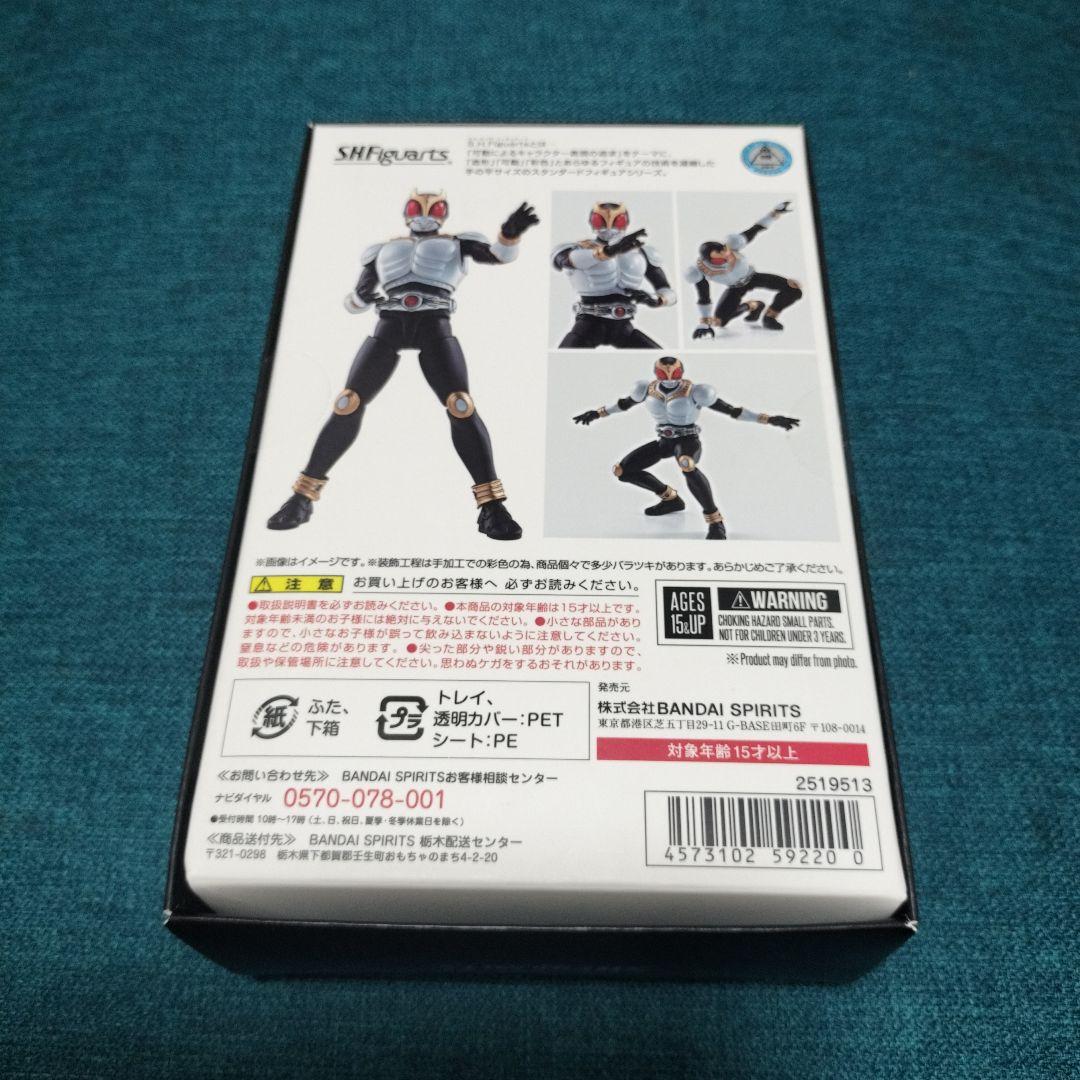 S.H.Figuarts
S.H.Figuartsとは…
「可動によるキャラクター表現の追求」をテーマに、
「造形」「可動」「彩色」とあらゆるフィギュアの技術を凝縮した
手の平サイズのスタンダードフィギュアシリーズ。
※画像はイメージです。※装飾工程は手加工での彩色の為、商品個々で多少バラツキがあります。あらかじめご了承ください。
注意 お買い上げのお客様へ 必ずお読みください。
●取扱説明書を必ずお読みください。●本商品の対象年齢は15才以上です。
対象年齢未満のお子様には絶対に与えないでください。●小さな部品があり
ますので、小さなお子様が誤って飲み込まないように注意してください。
窒息などの危険があります。●尖った部分や鋭い部分がありますので、
取扱や保管場所に注意してください。思わぬケガをするおそれがあります。
AGES
15&UP
WARNING
CHOKING HAZARD SMALL PARTS.
NOT FOR CHILDREN UNDER 3 YEARS.
※Product may differ from photo.
紙
ふた、
下箱
プラ
トレイ、
透明カバー:PET
シート:PE
発売元
株式会社BANDAI SPIRITS
東京都港区芝五丁目29-11 G-BASE田町6F 〒108-0014
対象年齢15才以上
≪お問い合わせ先≫ BANDAI SPIRITSお客様相談センター
ナビダイヤル 0570-078-001
●受付時間 10時～17時（土、日、祝日、夏季・冬季休業日を除く）
≪商品送付先≫ BANDAI SPIRITS 栃木配送センター
〒321-0298 栃木県下都賀郡壬生町おもちゃのまち4-2-20
2519513
4573102 59220 0